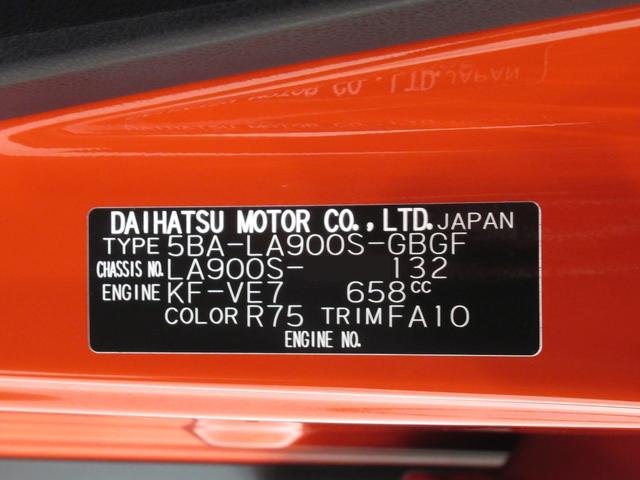 DAIHATSU MOTOR CO., LTD. JAPAN
TYPE 5BA-LA900S-GBGF
CHASSIS NO. LA900S- 132
ENGINE KF-VE7 658cc
COLOR R75 TRIM FA10
ENGINE NO.